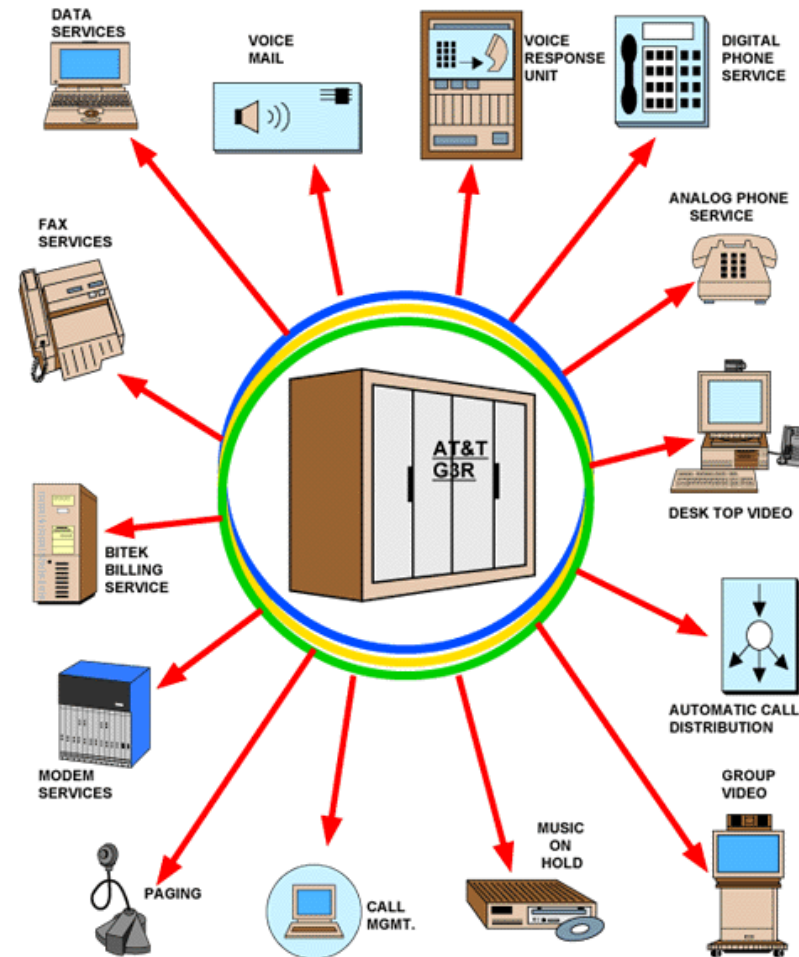 DATA
SERVICES
VOICE
MAIL
VOICE
RESPONSE
UNIT
DIGITAL
PHONE
SERVICE
FAX
SERVICES
ANALOG PHONE
SERVICE
AT&T
G3R
DESK TOP VIDEO
BITEK
BILLING
SERVICE
AUTOMATIC CALL
DISTRIBUTION
MODEM
SERVICES
GROUP
VIDEO
MUSIC
ON
HOLD
PAGING
CALL
MGMT.